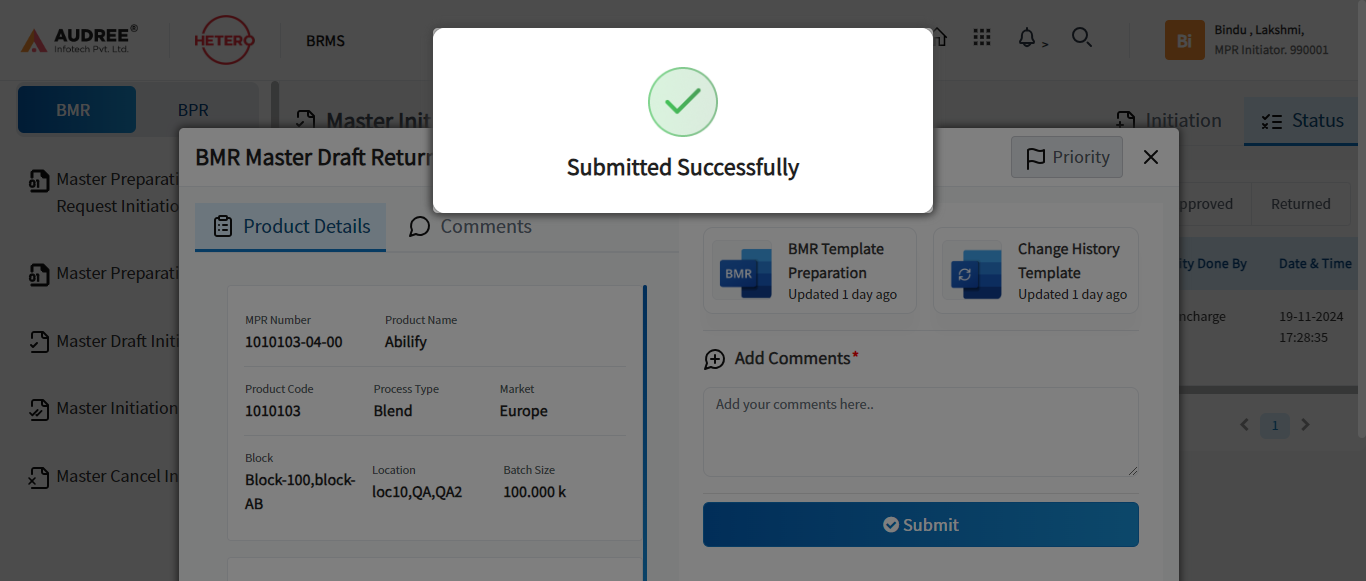 AUDREE®
Infotech Pvt. Ltd.
HETERO
BRMS
>
Bi
Bindu , Lakshmi,
MPR Initiator. 990001
Submitted Successfully
BMR
BPR
Master Init
Initiation
Status
Master Preparati
Request Initiatio
Master Preparati
Master Draft Initi
Master Initiation
Master Cancel In
BMR Master Draft Return
Priority
Product Details
Comments
MPR Number
Product Name
1010103-04-00
Abilify
Product Code
Process Type
Market
1010103
Blend
Europe
Block
Location
Batch Size
Block-100,block-
AB
loc10,QA,QA2
100.000 k
BMR
BMR Template
Preparation
Updated 1 day ago
Change History
Template
Updated 1 day ago
Add Comments*
Add your comments here..
Submit
pproved
Returned
ity Done By
Date & Time
ncharge
19-11-2024
17:28:35
1